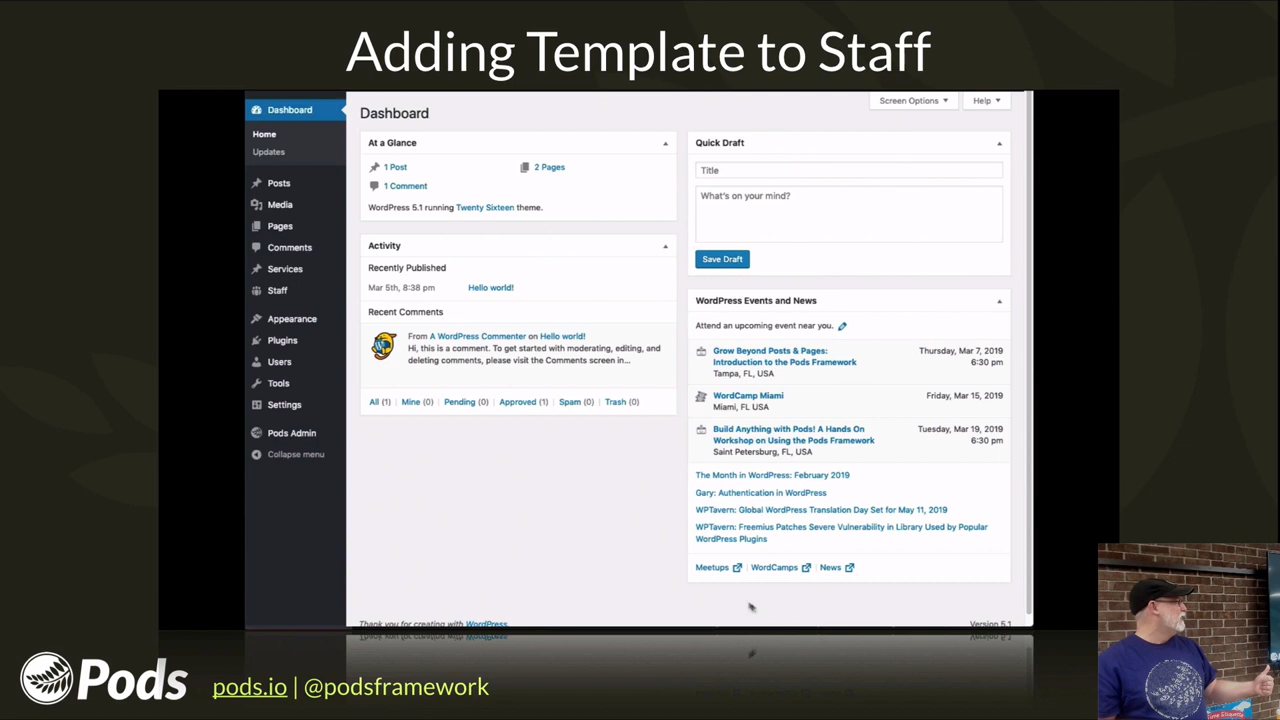 Adding Template to Staff
Dashboard
Home
Updates
Posts
Media
Pages
Comments
Services
Staff
Appearance
Plugins
Users
Tools
Settings
Pods Admin
Collapse menu
Screen Options
Help
Dashboard
At a Glance
1 Post
2 Pages
1 Comment
WordPress 5.1 running Twenty Sixteen theme.
Activity
Recently Published
Mar 5th, 8:38 pm Hello world!
Recent Comments
From A WordPress Commenter on Hello world!
Hi, this is a comment. To get started with moderating, editing, and
deleting comments, please visit the Comments screen in...
All (1) Mine (0) Pending (0) Approved (1) Spam (0) Trash (0)
Quick Draft
Title
What's on your mind?
Save Draft
WordPress Events and News
Attend an upcoming event near you.
Grow Beyond Posts & Pages: Thursday, Mar 7, 2019
Introduction to the Pods Framework 6:30 pm
Tampa, FL, USA
WordCamp Miami Friday, Mar 15, 2019
Miami, FL USA
Build Anything with Pods! A Hands On Tuesday, Mar 19, 2019
Workshop on Using the Pods Framework 6:30 pm
Saint Petersburg, FL, USA
The Month in WordPress: February 2019
Gary: Authentication in WordPress
WPTavern: Global WordPress Translation Day Set for May 11, 2019
WPTavern: Freemius Patches Severe Vulnerability in Library Used by Popular
WordPress Plugins
Meetups | WordCamps | News
Thank you for creating with WordPress.
Version 5.1
Pods
pods.io | @podsframework